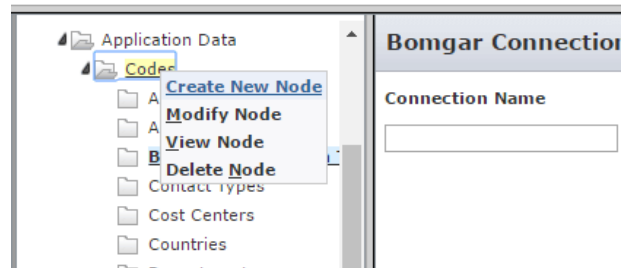 Application Data
Codes
Create New Node
Modify Node
View Node
Delete Node
A
A
B
Contact Types
Cost Centers
Countries
Bomgar Connection
Connection Name